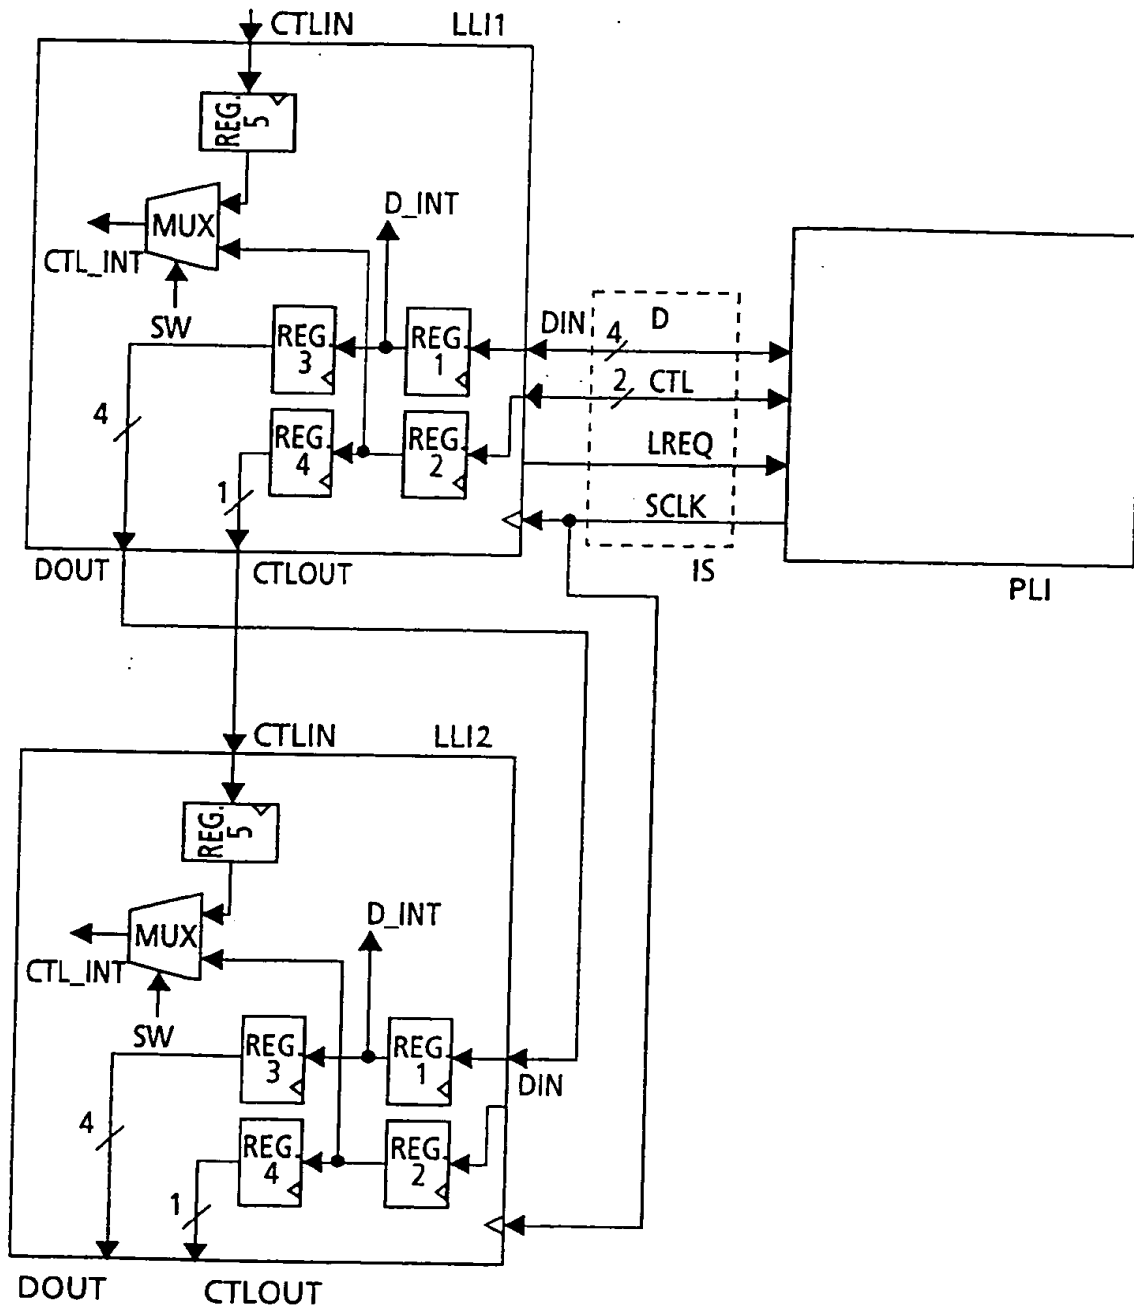 CTLIN
LLI1
REG.
5
MUX
D_INT
CTL_INT
SW
REG.
3
REG.
1
DIN
4
D
2
CTL
4
REG.
4
REG.
2
LREQ
1
SCLK
DOUT
CTLOUT
IS
PLI
CTLIN
LLI2
REG.
5
MUX
D_INT
CTL_INT
SW
REG.
3
REG.
1
DIN
4
REG.
4
REG.
2
1
DOUT
CTLOUT